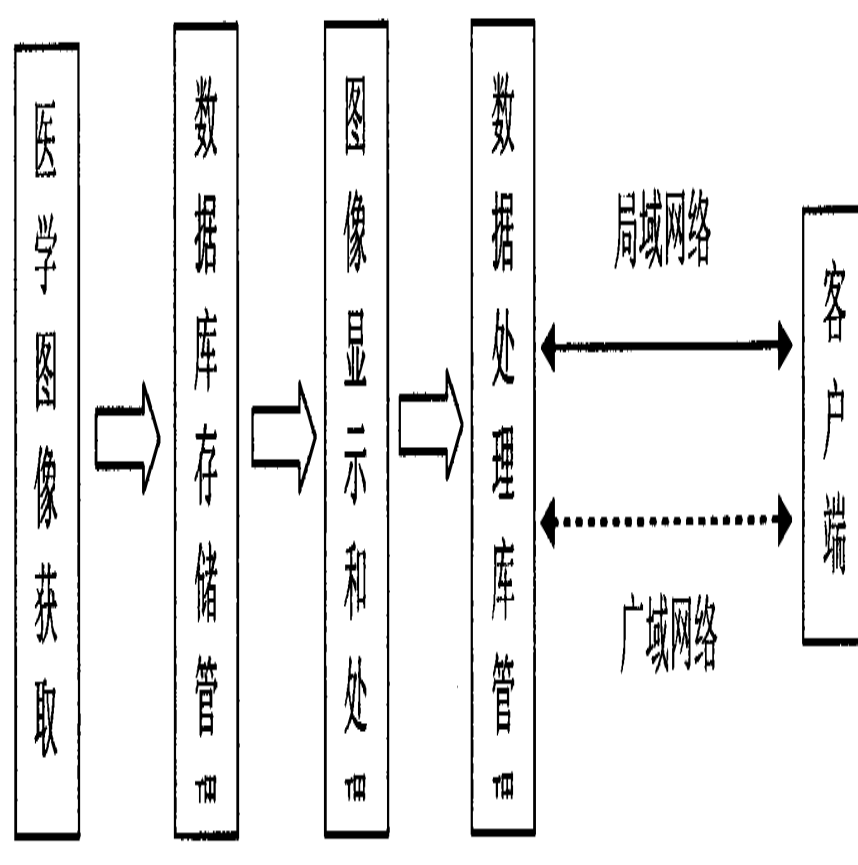 医学图像获取
数据库存储管
图像显示和处
数据处理库管
局域网络
广域网络
客户端